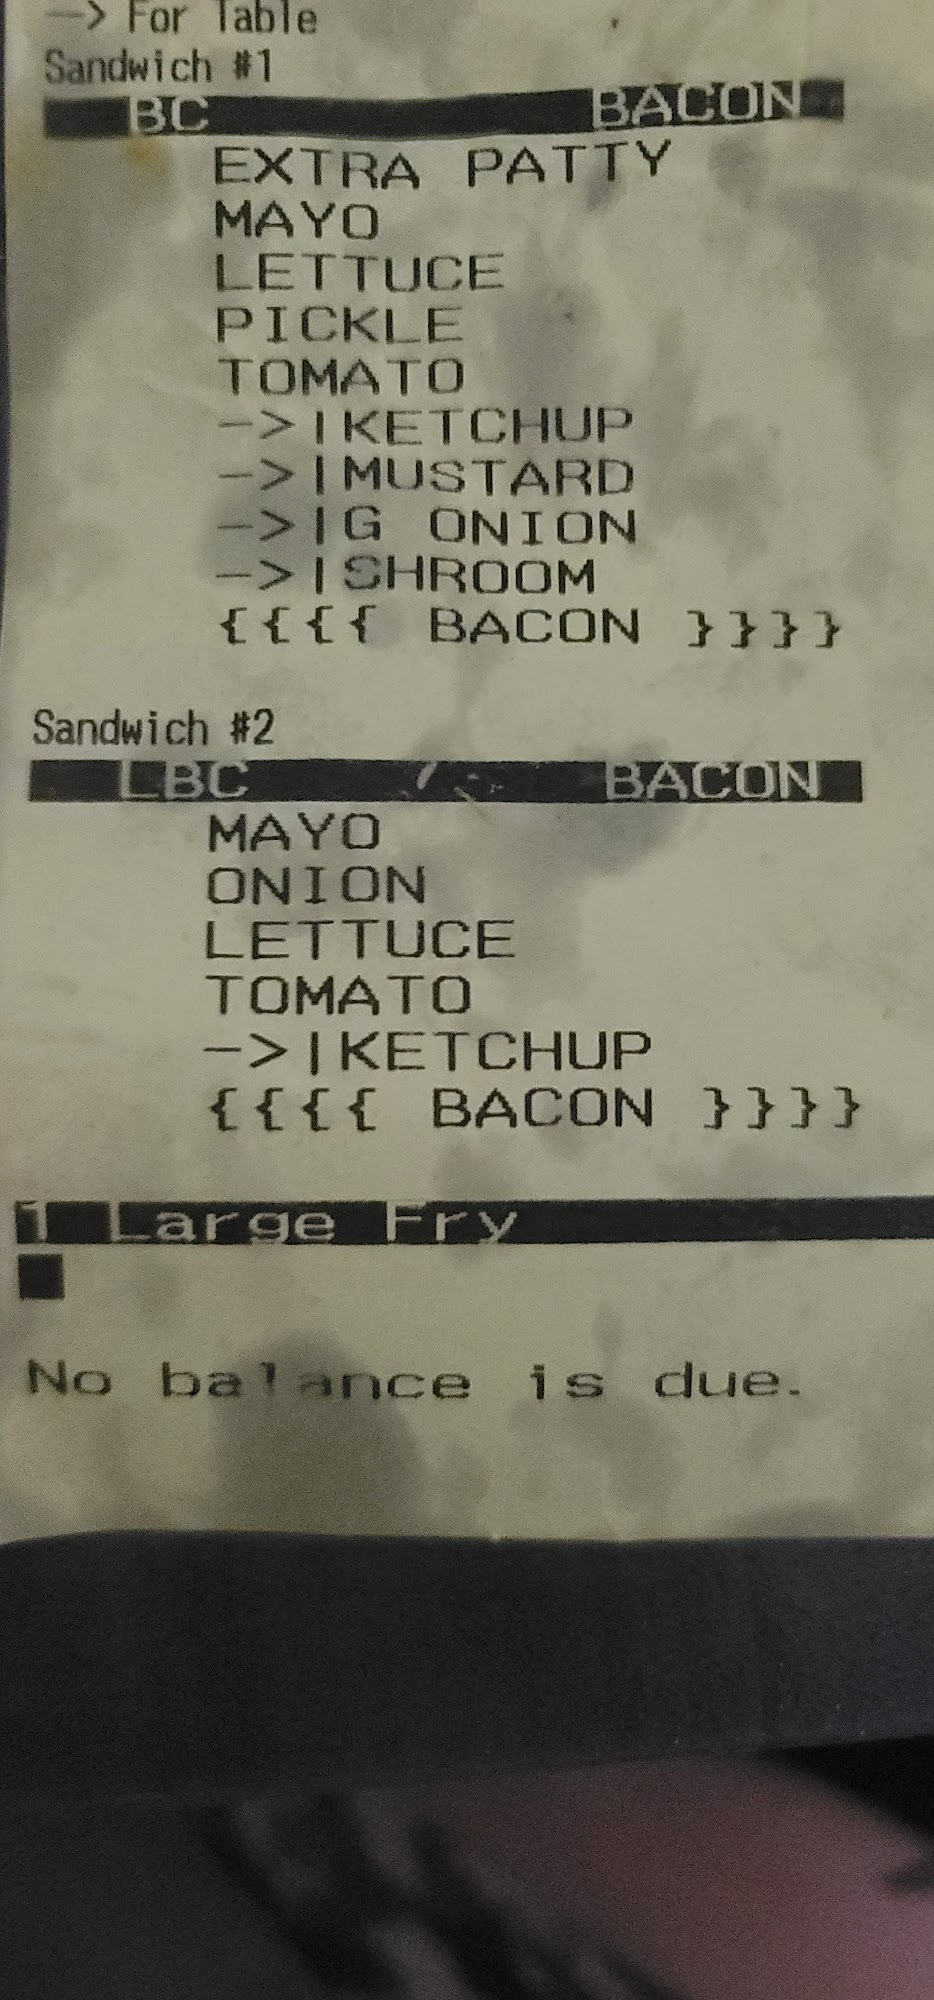 —> For Table
Sandwich #1
BC BACON
EXTRA PATTY
MAYO
LETTUCE
PICKLE
TOMATO
—>|KETCHUP
—>|MUSTARD
—>|G ONION
—>|SHROOM
{{{{ BACON }}}}
Sandwich #2
LBC BACON
MAYO
ONION
LETTUCE
TOMATO
—>|KETCHUP
{{{{ BACON }}}}
1 Large Fry
No balance is due.